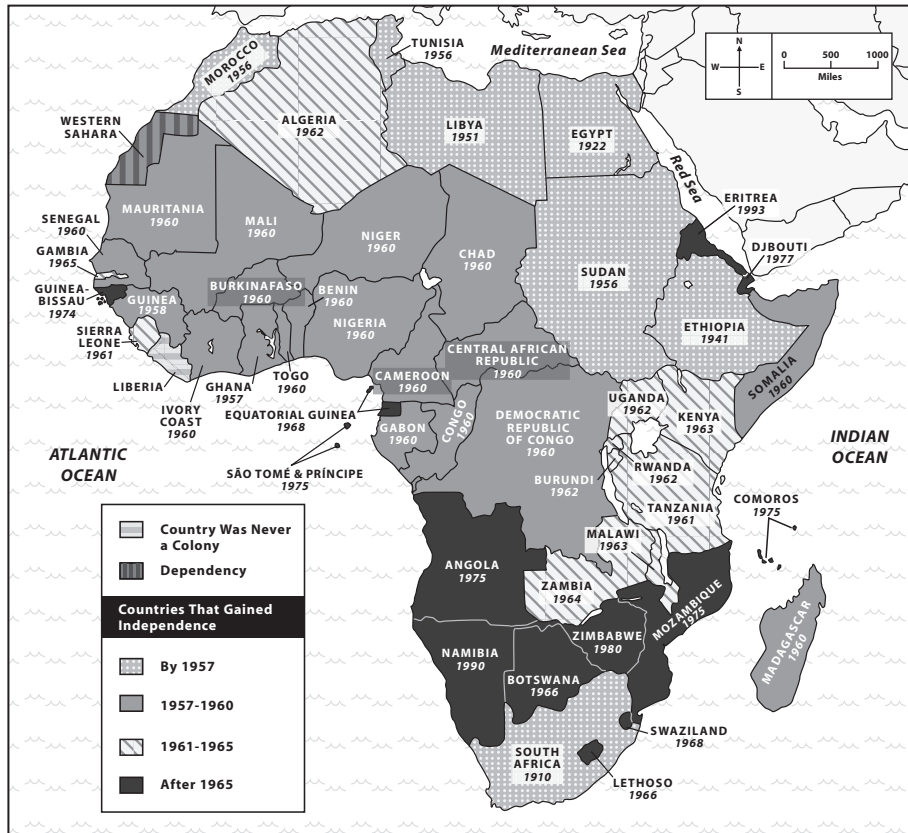 Mediterranean Sea
N
W
E
S
0
500
1000
Miles
TUNISIA
1956
MOROCCO
1956
WESTERN
SAHARA
ALGERIA
1962
LIBYA
1951
EGYPT
1922
Red Sea
ERITREA
1993
DJIBOUTI
1977
SENEGAL
1960
GAMBIA
1965
GUINEA-
BISSAU
1974
SIERRA
LEONE
1961
LIBERIA
MAURITANIA
1960
MALI
1960
NIGER
1960
CHAD
1960
SUDAN
1956
ETHIOPIA
1941
SOMALIA
1960
GUINEA
1958
BURKINAFASO
1960
BENIN
1960
NIGERIA
1960
IVORY
COAST
1960
GHANA
1957
TOGO
1960
CAMEROON
1960
CENTRAL AFRICAN
REPUBLIC
1960
EQUATORIAL GUINEA
1968
SÃO TOMÉ & PRÍNCIPE
1975
GABON
1960
CONGO
1960
DEMOCRATIC
REPUBLIC
OF CONGO
1960
UGANDA
1962
KENYA
1963
RWANDA
1962
BURUNDI
1962
TANZANIA
1961
ATLANTIC
OCEAN
INDIAN
OCEAN
COMOROS
1975
MALAWI
1963
ANGOLA
1975
ZAMBIA
1964
MOZAMBIQUE
1975
MADAGASCAR
1960
ZIMBABWE
1980
NAMIBIA
1990
BOTSWANA
1966
SWAZILAND
1968
SOUTH
AFRICA
1910
LETHOSO
1966
Country Was Never
a Colony
Dependency
Countries That Gained
Independence
By 1957
1957-1960
1961-1965
After 1965